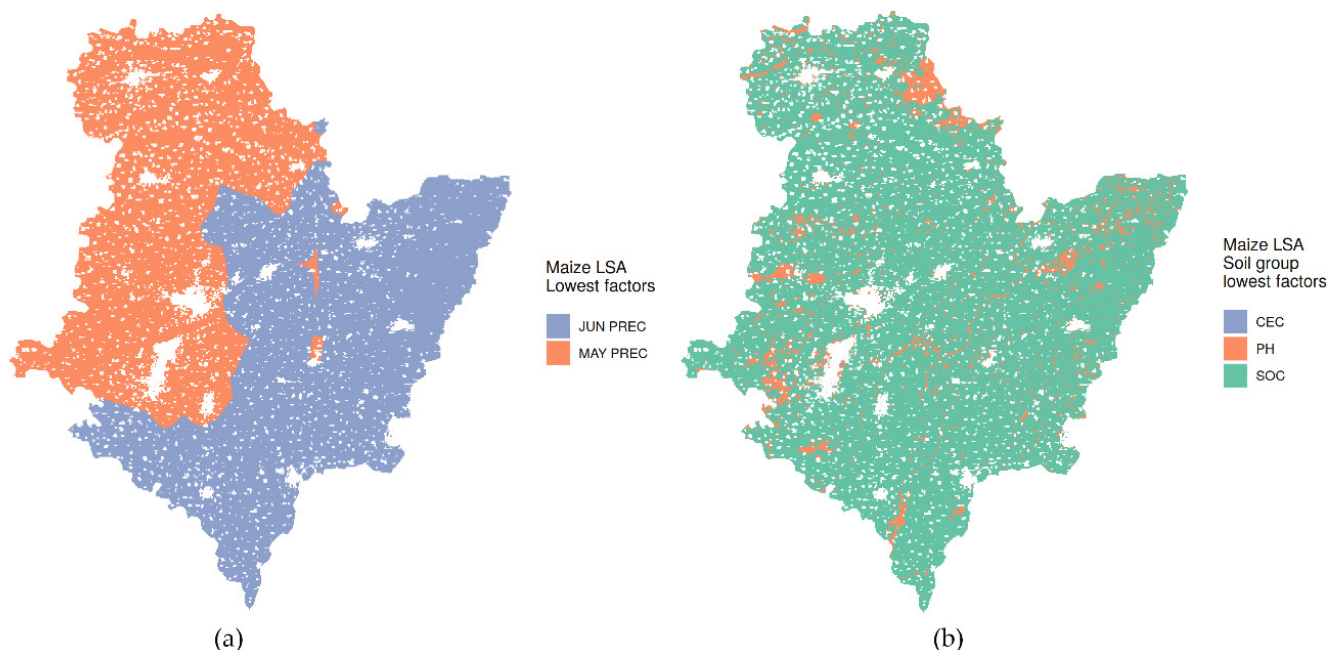 Maize LSA
Lowest factors
JUN PREC
MAY PREC
(a)
Maize LSA
Soil group
lowest factors
CEC
PH
SOC
(b)